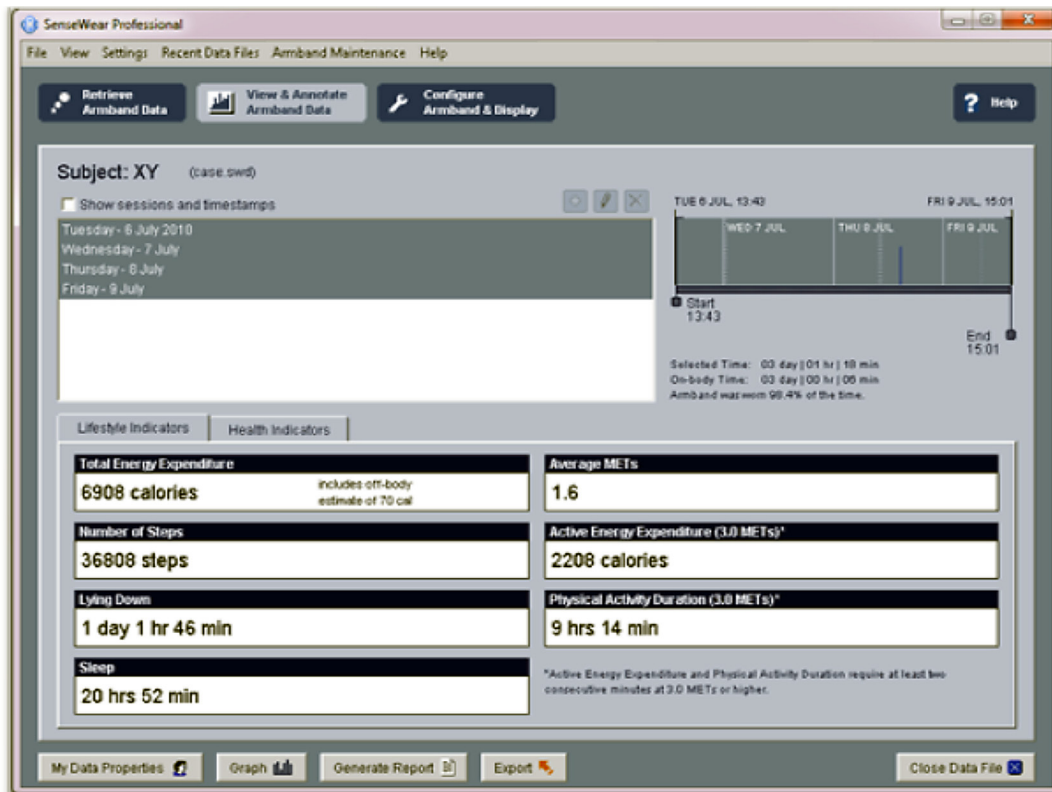 SenseWear Professional
File View Settings Recent Data Files Armband Maintenance Help
Retrieve
Armband Data
View & Annotate
Armband Data
Configure
Armband & Display
? Help
Subject: XY (case.swd)
Show sessions and timestamps
Tuesday - 6 July 2010
Wednesday - 7 July
Thursday - 8 July
Friday - 9 July
TUE 6 JUL, 13:43 FRI 9 JUL, 15:01
WED 7 JUL THU 8 JUL FRI 9 JUL
Start
13:43
End
15:01
Selected Time: 03 day | 01 hr | 18 min
On-body Time: 03 day | 00 hr | 06 min
Armband was worn 98.4% of the time.
Lifestyle Indicators Health Indicators
Total Energy Expenditure
6908 calories
includes off-body
estimate of 70 cal
Average METs
1.6
Number of Steps
36808 steps
Active Energy Expenditure (3.0 METs)*
2208 calories
Lying Down
1 day 1 hr 46 min
Physical Activity Duration (3.0 METs)*
9 hrs 14 min
Sleep
20 hrs 52 min
*Active Energy Expenditure and Physical Activity Duration require at least two
consecutive minutes at 3.0 METs or higher.
My Data Properties Graph Generate Report Export Close Data File